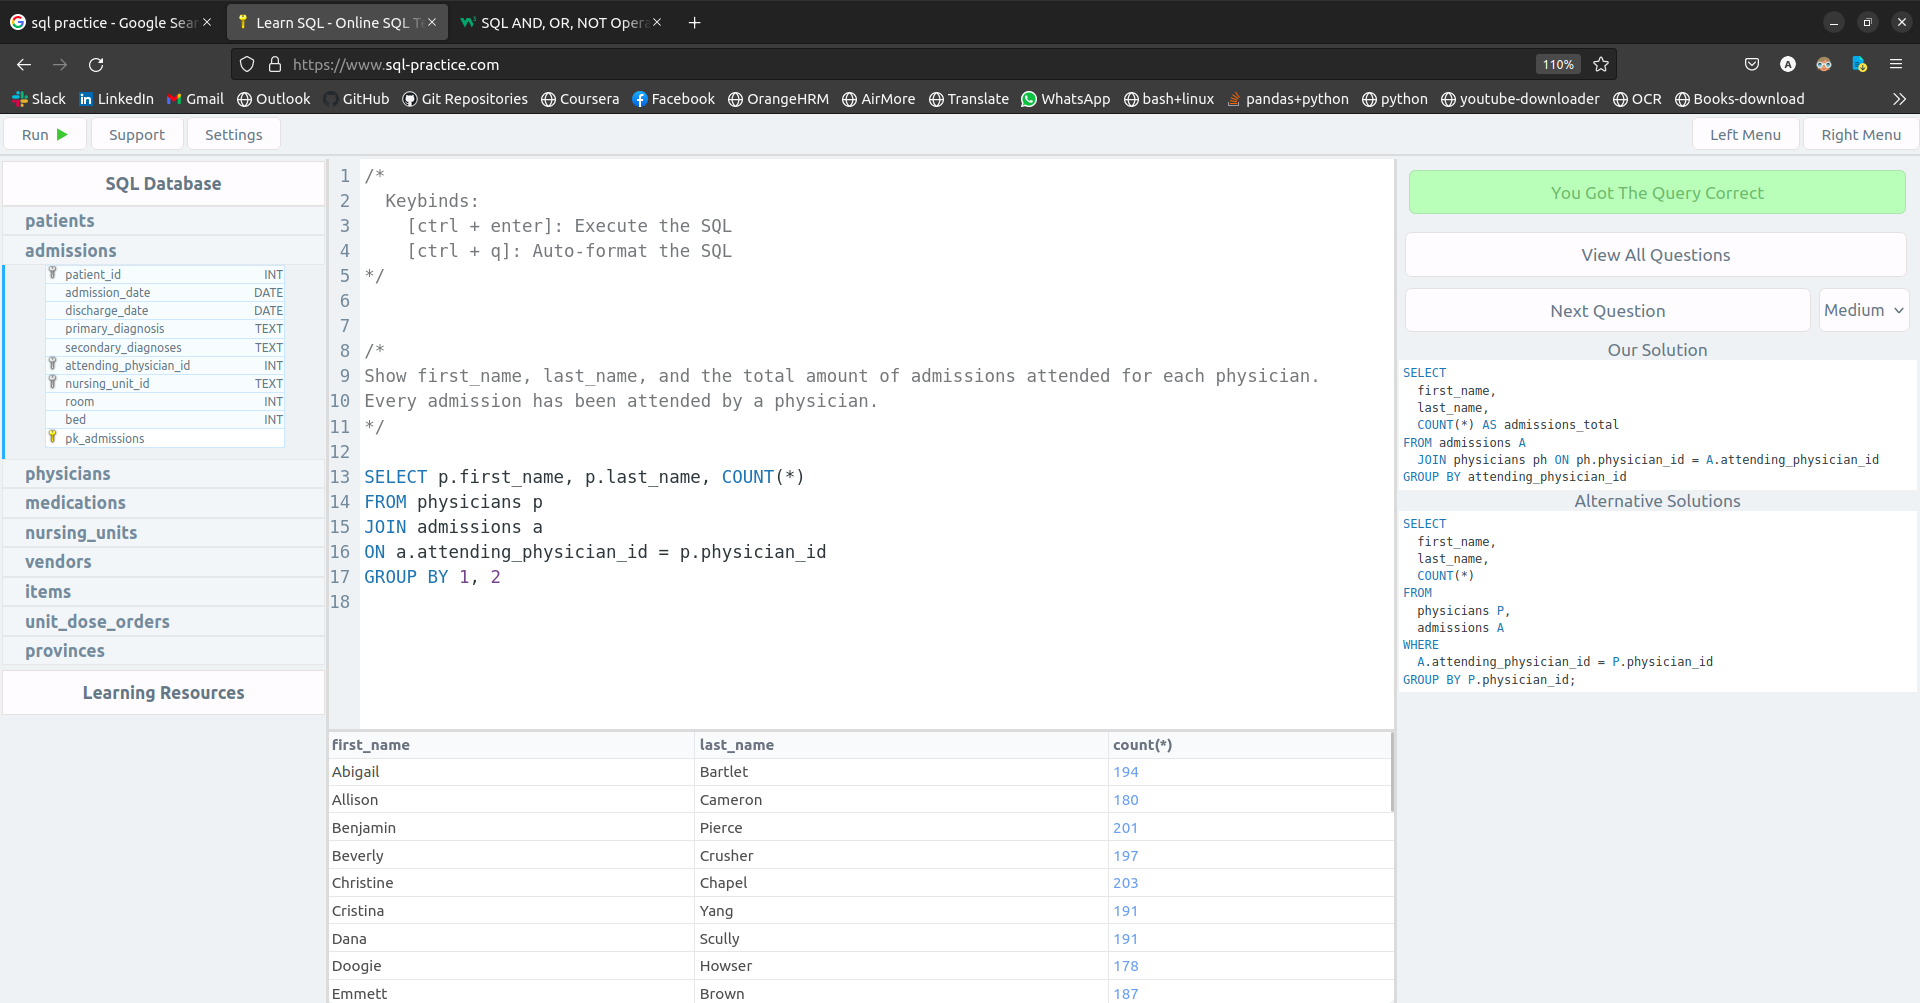 sql practice - Google Sear
Learn SQL - Online SQL Te
SQL AND, OR, NOT Opera
https://www.sql-practice.com
110%
Slack
LinkedIn
Gmail
Outlook
GitHub
Git Repositories
Coursera
Facebook
OrangeHRM
AirMore
Translate
WhatsApp
bash+linux
pandas+python
python
youtube-downloader
OCR
Books-download
Run
Support
Settings
Left Menu
Right Menu
SQL Database
patients
admissions
patient_id INT
admission_date DATE
discharge_date DATE
primary_diagnosis TEXT
secondary_diagnoses TEXT
attending_physician_id INT
nursing_unit_id TEXT
room INT
bed INT
pk_admissions
physicians
medications
nursing_units
vendors
items
unit_dose_orders
provinces
Learning Resources
1 /*
2 Keybinds:
3 [ctrl + enter]: Execute the SQL
4 [ctrl + q]: Auto-format the SQL
5 */
6
7
8 /*
9 Show first_name, last_name, and the total amount of admissions attended for each physician.
10 Every admission has been attended by a physician.
11 */
12
13 SELECT p.first_name, p.last_name, COUNT(*)
14 FROM physicians p
15 JOIN admissions a
16 ON a.attending_physician_id = p.physician_id
17 GROUP BY 1, 2
18
first_name last_name count(*)
Abigail Bartlet 194
Allison Cameron 180
Benjamin Pierce 201
Beverly Crusher 197
Christine Chapel 203
Cristina Yang 191
Dana Scully 191
Doogie Howser 178
Emmett Brown 187
You Got The Query Correct
View All Questions
Next Question
Medium
Our Solution
SELECT
first_name,
last_name,
COUNT(*) AS admissions_total
FROM admissions A
JOIN physicians ph ON ph.physician_id = A.attending_physician_id
GROUP BY attending_physician_id
Alternative Solutions
SELECT
first_name,
last_name,
COUNT(*)
FROM
physicians P,
admissions A
WHERE
A.attending_physician_id = P.physician_id
GROUP BY P.physician_id;